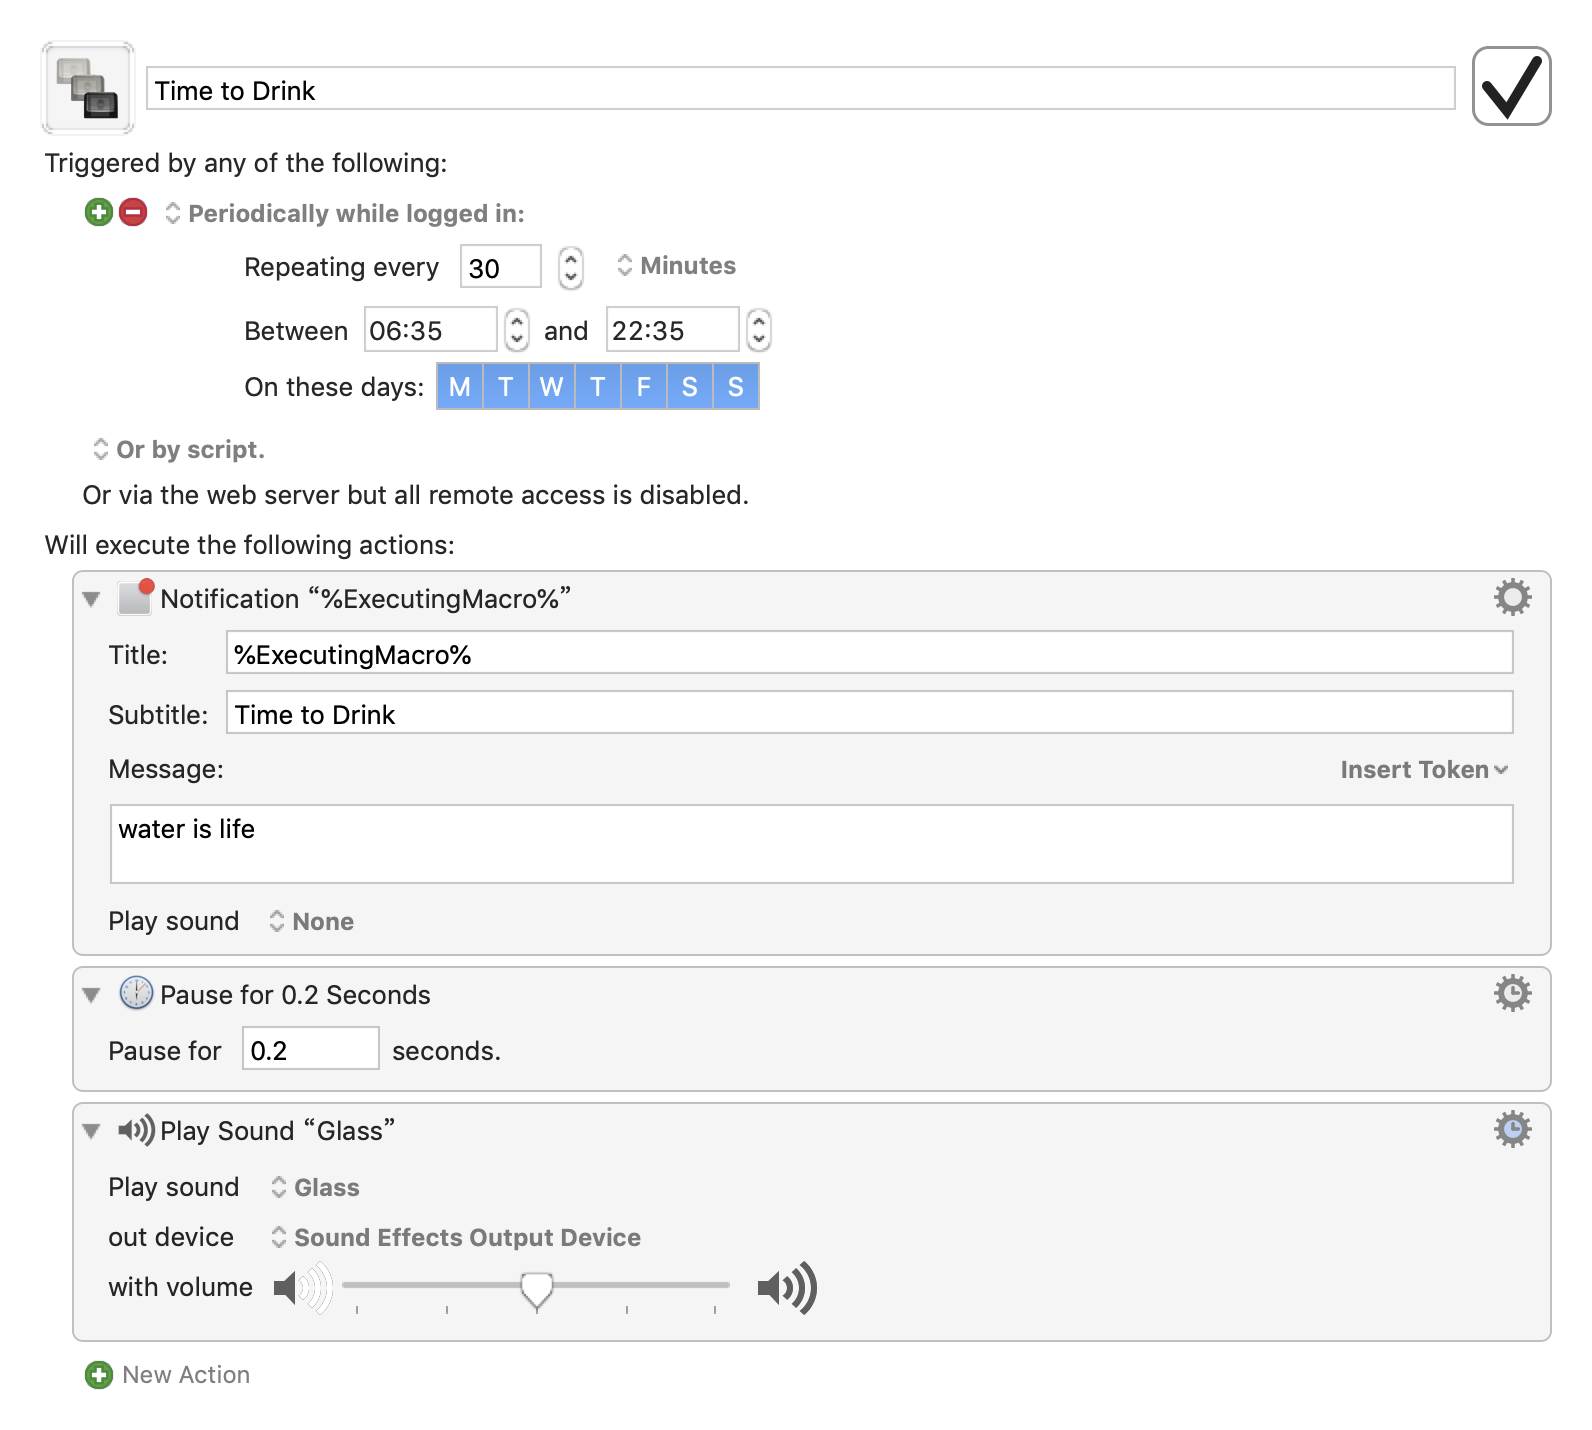 Time to Drink
Triggered by any of the following:
Periodically while logged in:
Repeating every 30 Minutes
Between 06:35 and 22:35
On these days: M T W T F S S
Or by script.
Or via the web server but all remote access is disabled.
Will execute the following actions:
Notification “%ExecutingMacro%”
Title: %ExecutingMacro%
Subtitle: Time to Drink
Message: Insert Token
water is life
Play sound None
Pause for 0.2 Seconds
Pause for 0.2 seconds.
Play Sound “Glass”
Play sound Glass
out device Sound Effects Output Device
with volume
New Action